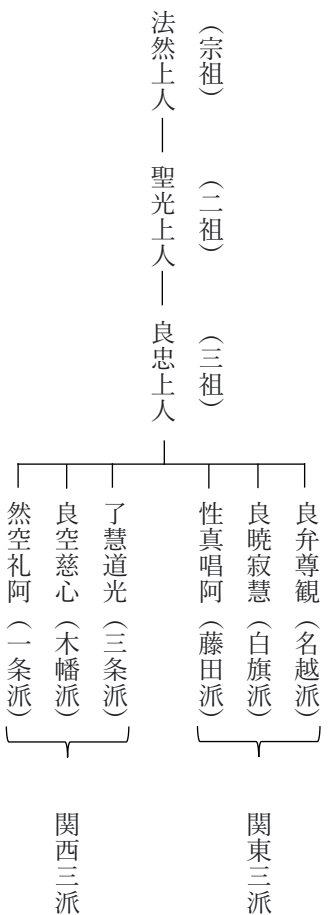 （宗祖）
法然上人
（二祖）
聖光上人
（三祖）
良忠上人
良弁尊観（名越派）
良暁寂慧（白旗派）
性真唱阿（藤田派）
関東三派
了慧道光（三条派）
良空慈心（木幡派）
然空礼阿（一条派）
関西三派